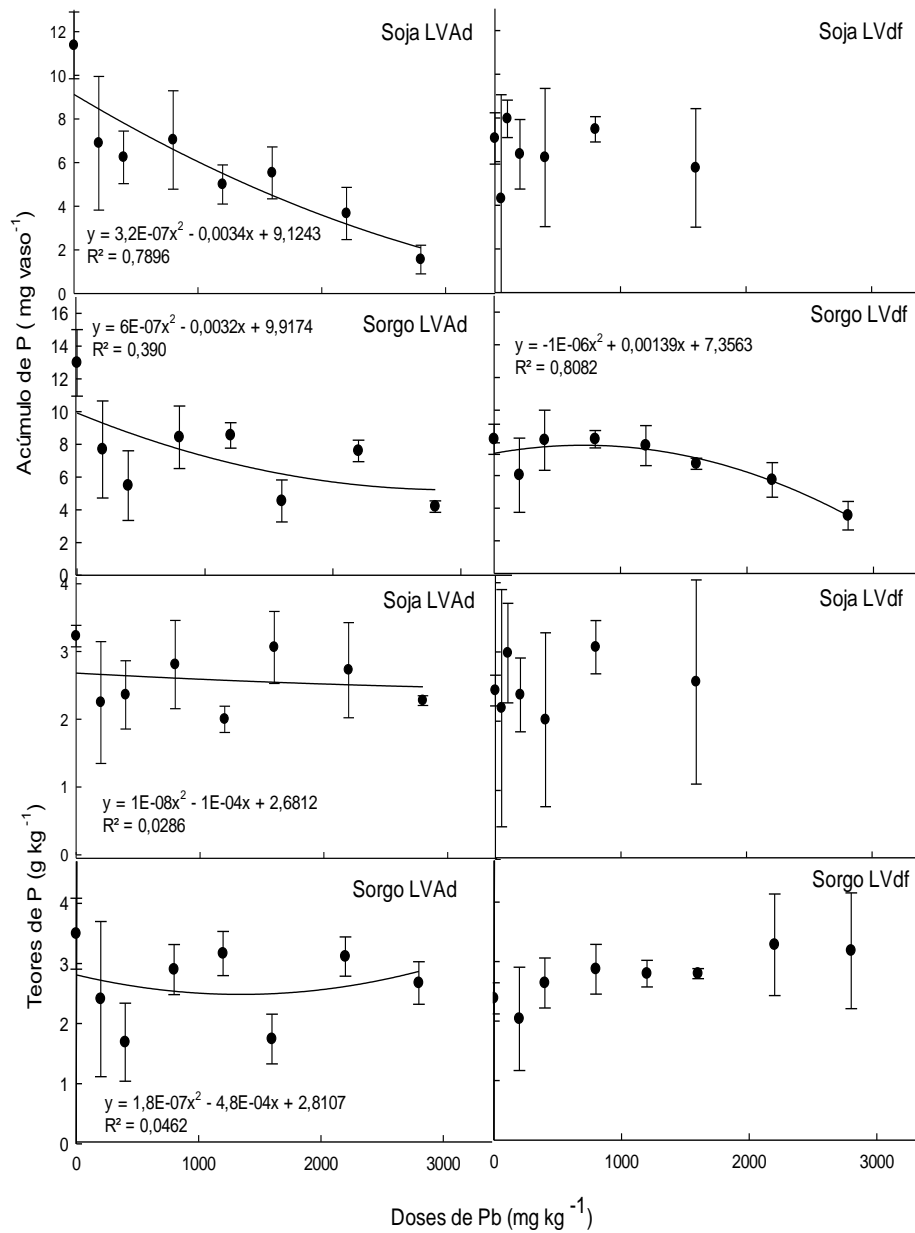 Acúmulo de P ( mg vaso⁻¹)
Soja LVAd
12
10
8
6
4
2
0
y = 3,2E-07x² - 0,0034x + 9,1243
R² = 0,7896
Soja LVdf
Sorgo LVAd
16
14
12
10
8
6
4
2
0
y = 6E-07x² - 0,0032x + 9,9174
R² = 0,390
Sorgo LVdf
y = -1E-06x² + 0,00139x + 7,3563
R² = 0,8082
Teores de P (g kg⁻¹)
Soja LVAd
4
3
2
1
0
y = 1E-08x² - 1E-04x + 2,6812
R² = 0,0286
Soja LVdf
Sorgo LVAd
4
3
2
1
0
y = 1,8E-07x² - 4,8E-04x + 2,8107
R² = 0,0462
Sorgo LVdf
0 1000 2000 3000
1000 2000 3000
Doses de Pb (mg kg⁻¹)